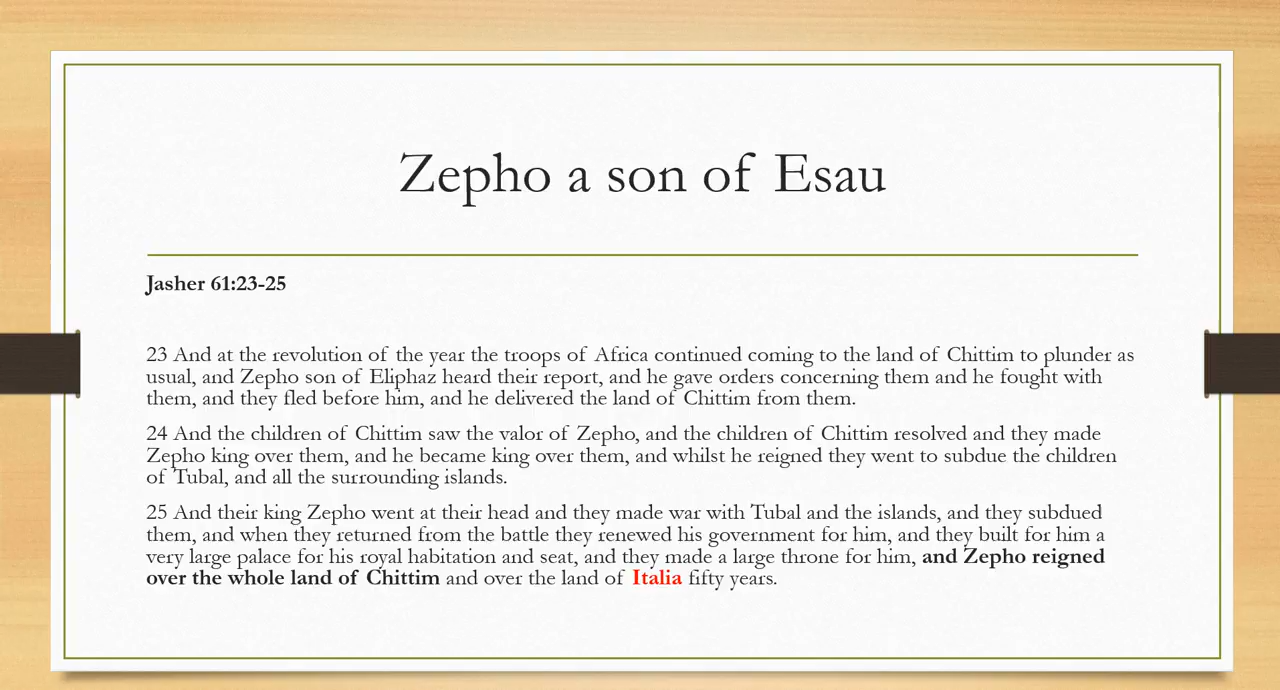 Zepho a son of Esau
Jasher 61:23-25
23 And at the revolution of the year the troops of Africa continued coming to the land of Chittim to plunder as
usual, and Zepho son of Eliphaz heard their report, and he gave orders concerning them and he fought with
them, and they fled before him, and he delivered the land of Chittim from them.
24 And the children of Chittim saw the valor of Zepho, and the children of Chittim resolved and they made
Zepho king over them, and he became king over them, and whilst he reigned they went to subdue the children
of Tubal, and all the surrounding islands.
25 And their king Zepho went at their head and they made war with Tubal and the islands, and they subdued
them, and when they returned from the battle they renewed his government for him, and they built for him a
very large palace for his royal habitation and seat, and they made a large throne for him, and Zepho reigned
over the whole land of Chittim and over the land of Italia fifty years.